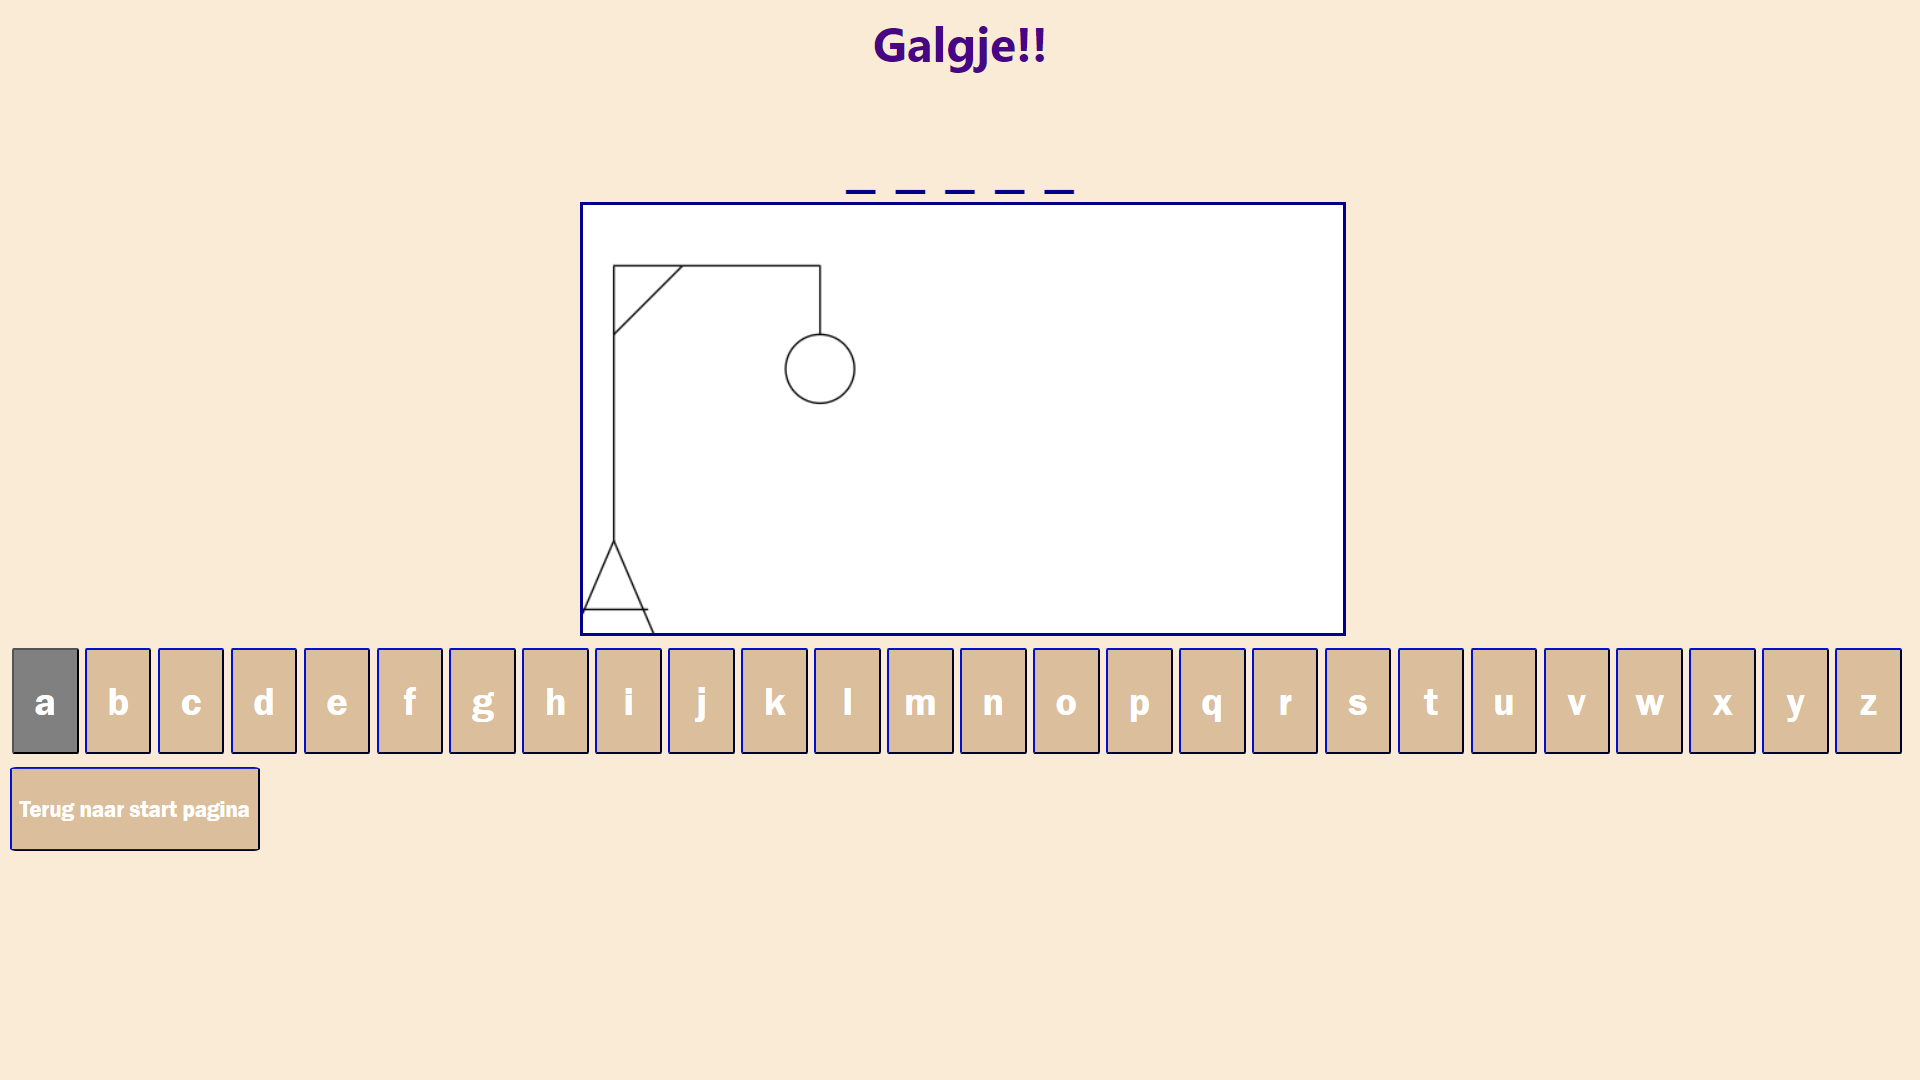 Galgje!!
_ _ _ _ _
a b c d e f g h i j k l m n o p q r s t u v w x y z
Terug naar start pagina